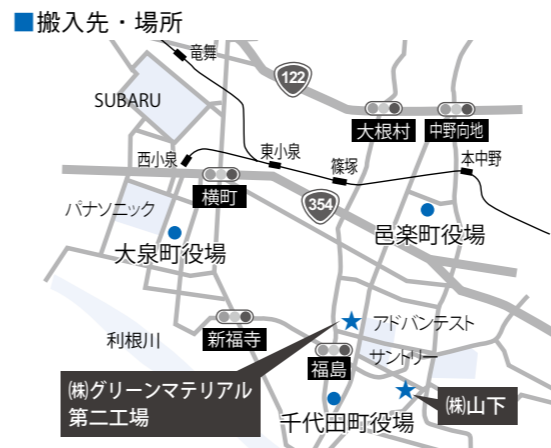 ■搬入先・場所
竜舞
122
SUBARU
大根村
中野向地
西小泉
東小泉
篠塚
本中野
横町
354
パナソニック
大泉町役場
邑楽町役場
利根川
新福寺
アドバンテスト
サントリー
福島
㈱グリーンマテリアル
第二工場
㈱山下
千代田町役場